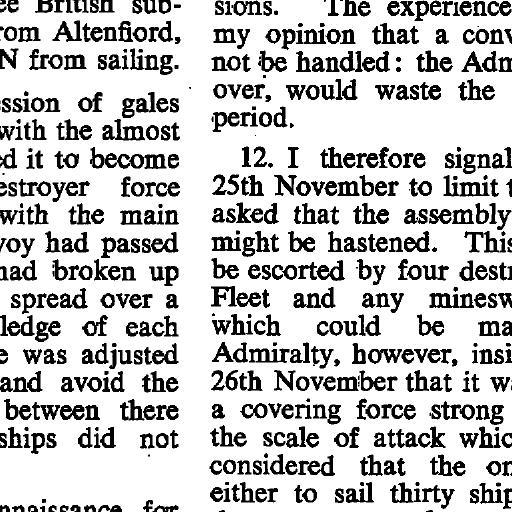 ee British sub-
rom Altenfiord,
N from sailing.
ssion of gales
with the almost
ed it to become
estroyer force
with the main
voy had passed
had broken up
spread over a
ledge of each
e was adjusted
and avoid the
between there
ships did not
nnaissance for
sions. The experience
my opinion that a conv
not be handled: the Adm
over, would waste the
period.
12. I therefore signal
25th November to limit t
asked that the assembly
might be hastened. This
be escorted by four destr
Fleet and any minesw
which could be ma
Admiralty, however, insi
26th November that it wa
a covering force strong
the scale of attack whic
considered that the on
either to sail thirty ship